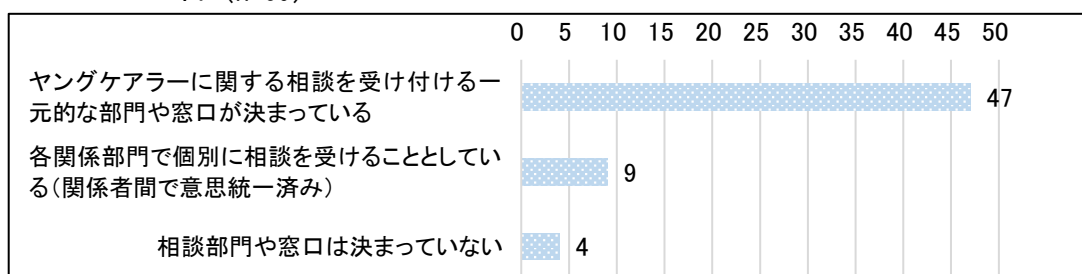 0 5 10 15 20 25 30 35 40 45 50
ヤングケアラーに関する相談を受け付ける一
元的な部門や窓口が決まっている
47
各関係部門で個別に相談を受けることとしてい
る（関係者間で意思統一済み）
9
相談部門や窓口は決まっていない
4